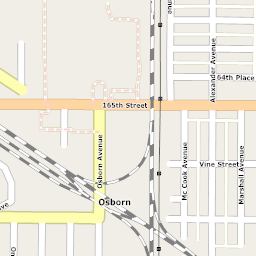 64th Place
Alexander Avenue
165th Street
Osborn Avenue
Vine Street
Mc Cook Avenue
Marshall Avenue
Osborn